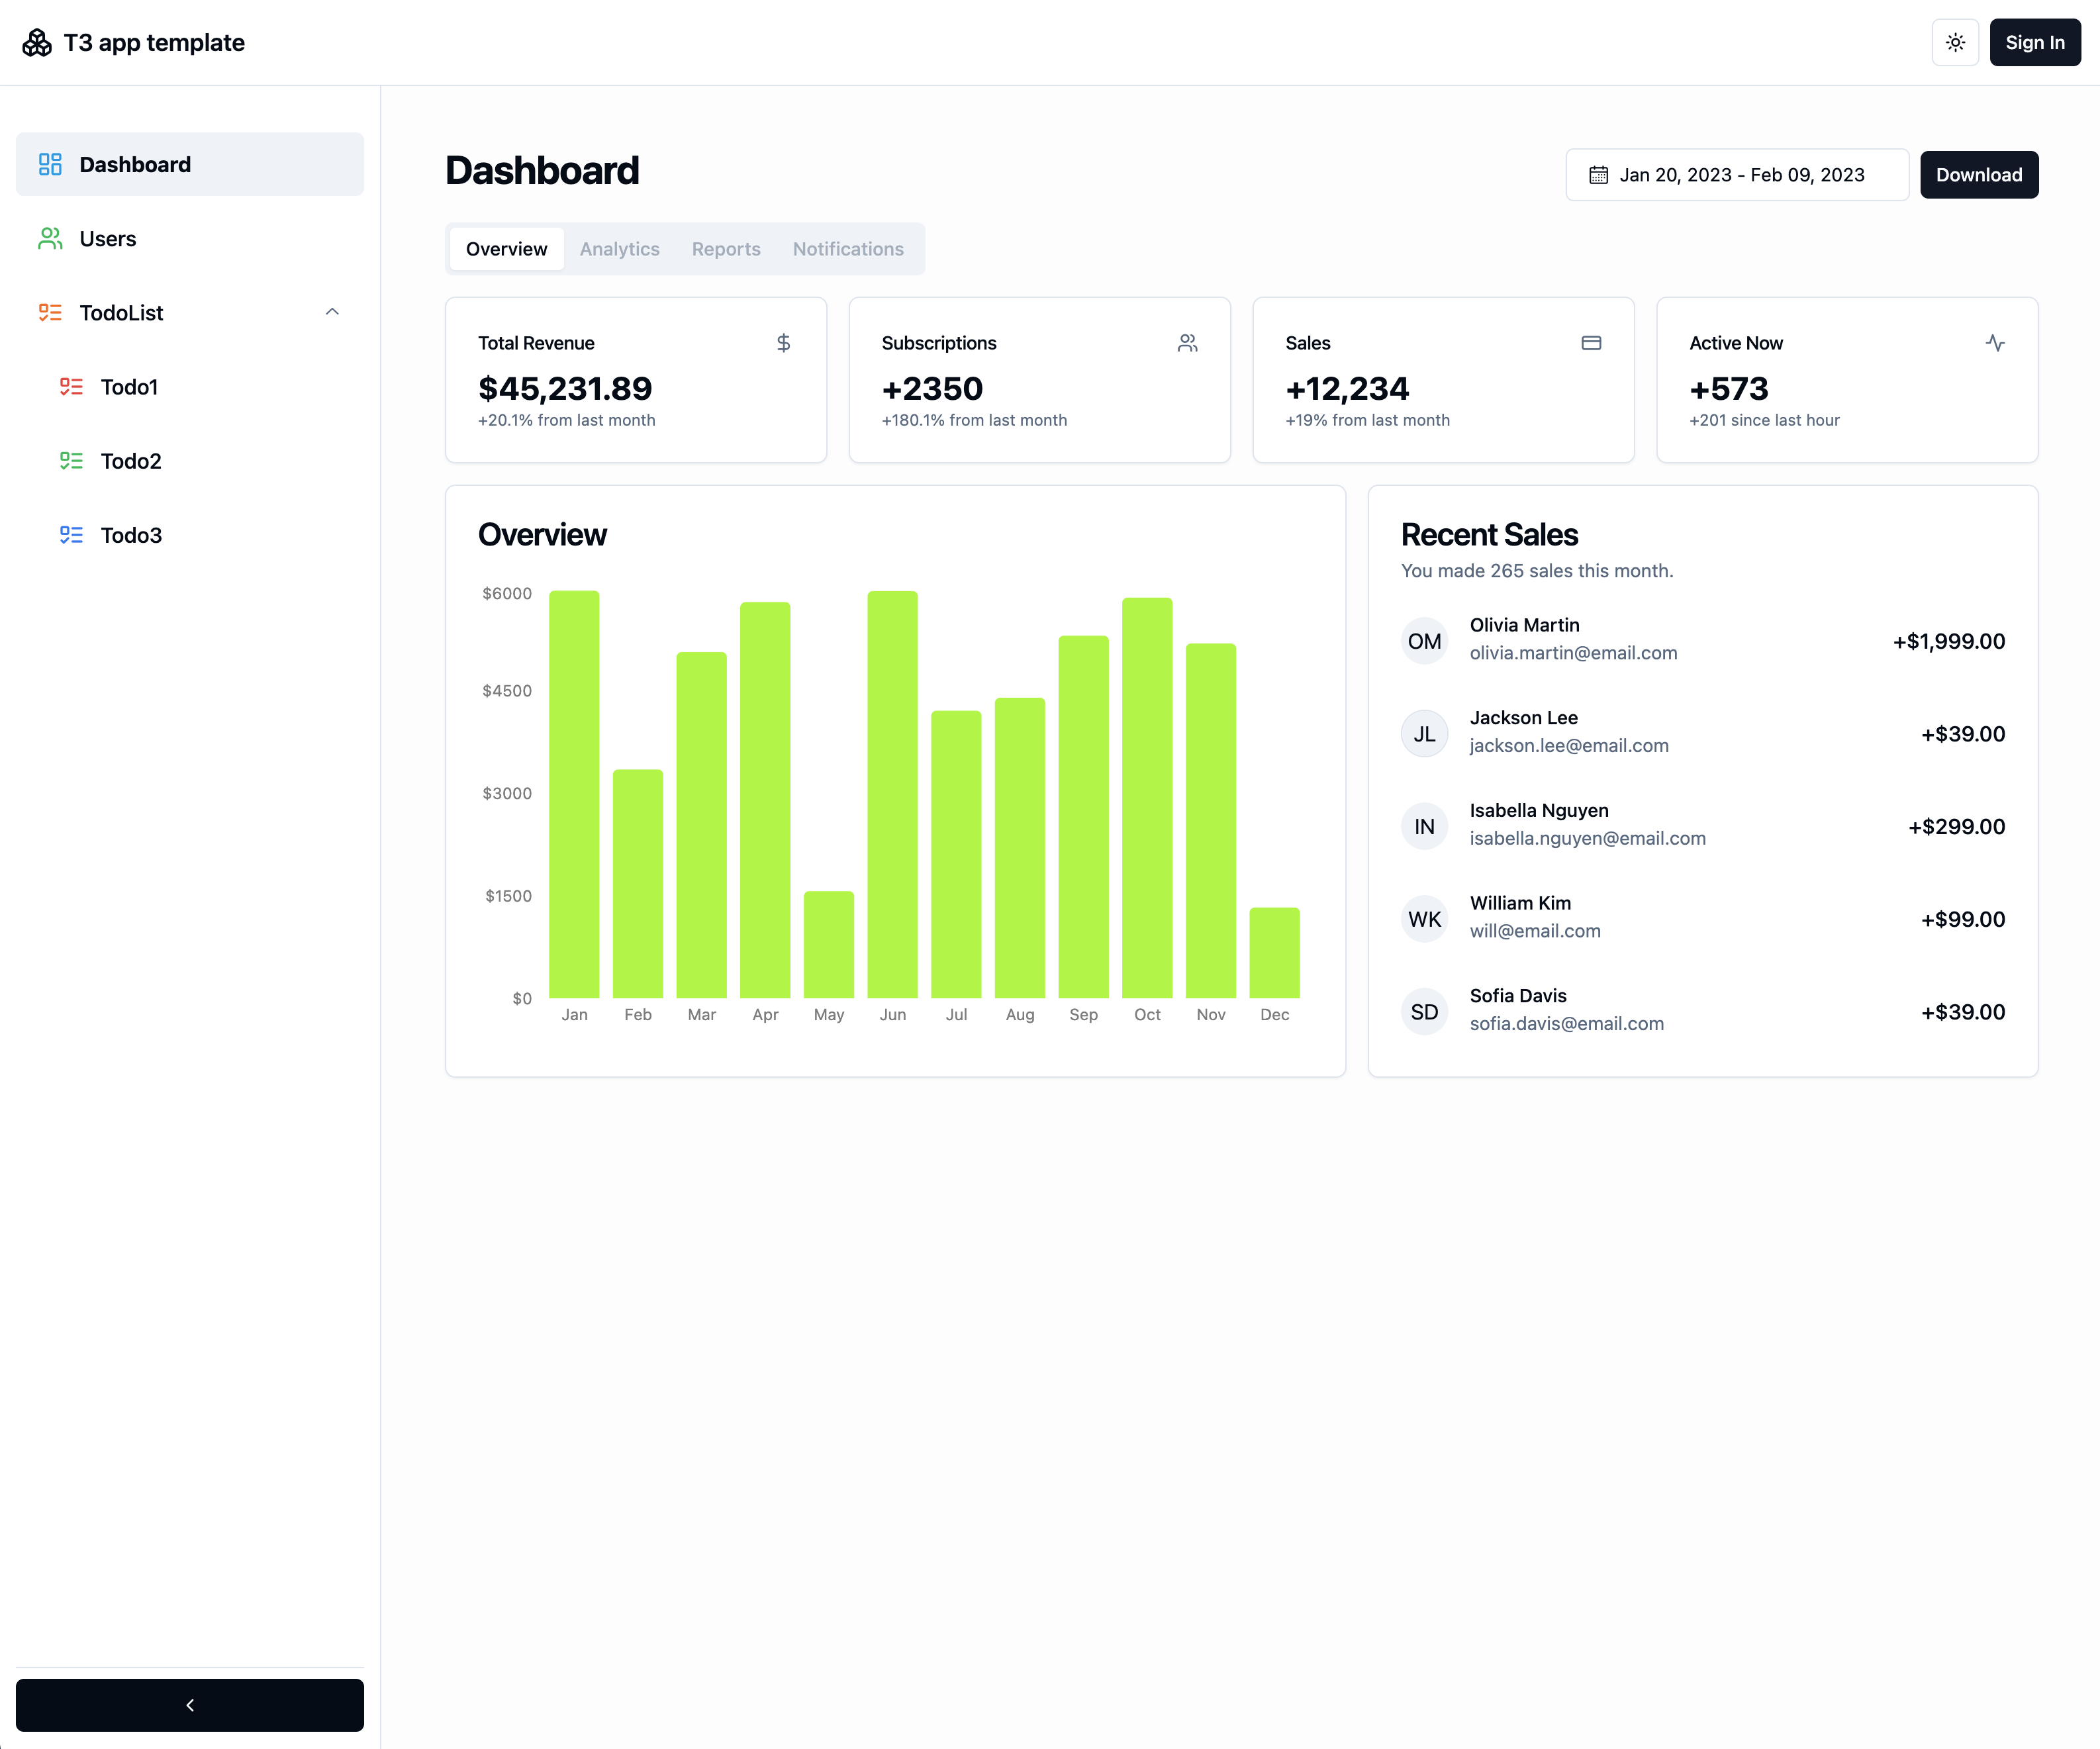 T3 app template
Sign In
Dashboard
Users
TodoList
Todo1
Todo2
Todo3
Dashboard
Jan 20, 2023 - Feb 09, 2023
Download
Overview
Analytics
Reports
Notifications
Total Revenue
$45,231.89
+20.1% from last month
Subscriptions
+2350
+180.1% from last month
Sales
+12,234
+19% from last month
Active Now
+573
+201 since last hour
Overview
$6000
$4500
$3000
$1500
$0
Jan Feb Mar Apr May Jun Jul Aug Sep Oct Nov Dec
Recent Sales
You made 265 sales this month.
OM
Olivia Martin
olivia.martin@email.com
+$1,999.00
JL
Jackson Lee
jackson.lee@email.com
+$39.00
IN
Isabella Nguyen
isabella.nguyen@email.com
+$299.00
WK
William Kim
will@email.com
+$99.00
SD
Sofia Davis
sofia.davis@email.com
+$39.00